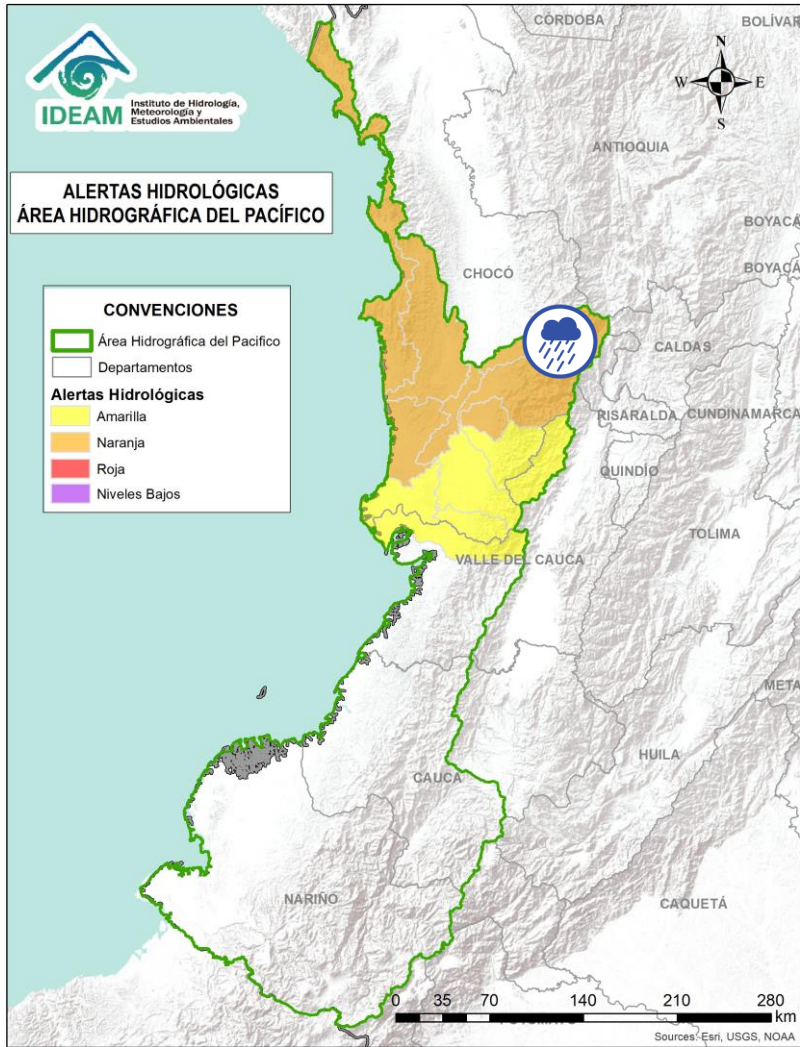 CÓRDOBA
BOLÍVAR
IDEAM
Instituto de Hidrología,
Meteorología y
Estudios Ambientales
N
W E
S
ANTIOQUIA
ALERTAS HIDROLÓGICAS
ÁREA HIDROGRÁFICA DEL PACÍFICO
BOYACÁ
CHOCÓ
BOYACÁ
CONVENCIONES
Área Hidrográfica del Pacifico
Departamentos
Alertas Hidrológicas
Amarilla
Naranja
Roja
Niveles Bajos
CALDAS
RISARALDA
CUNDINAMARCA
QUINDÍO
TOLIMA
VALLE DEL CAUCA
META
HUILA
CAUCA
NARIÑO
CAQUETÁ
0 35 70 140 210 280
km
Sources: Esri, USGS, NOAA